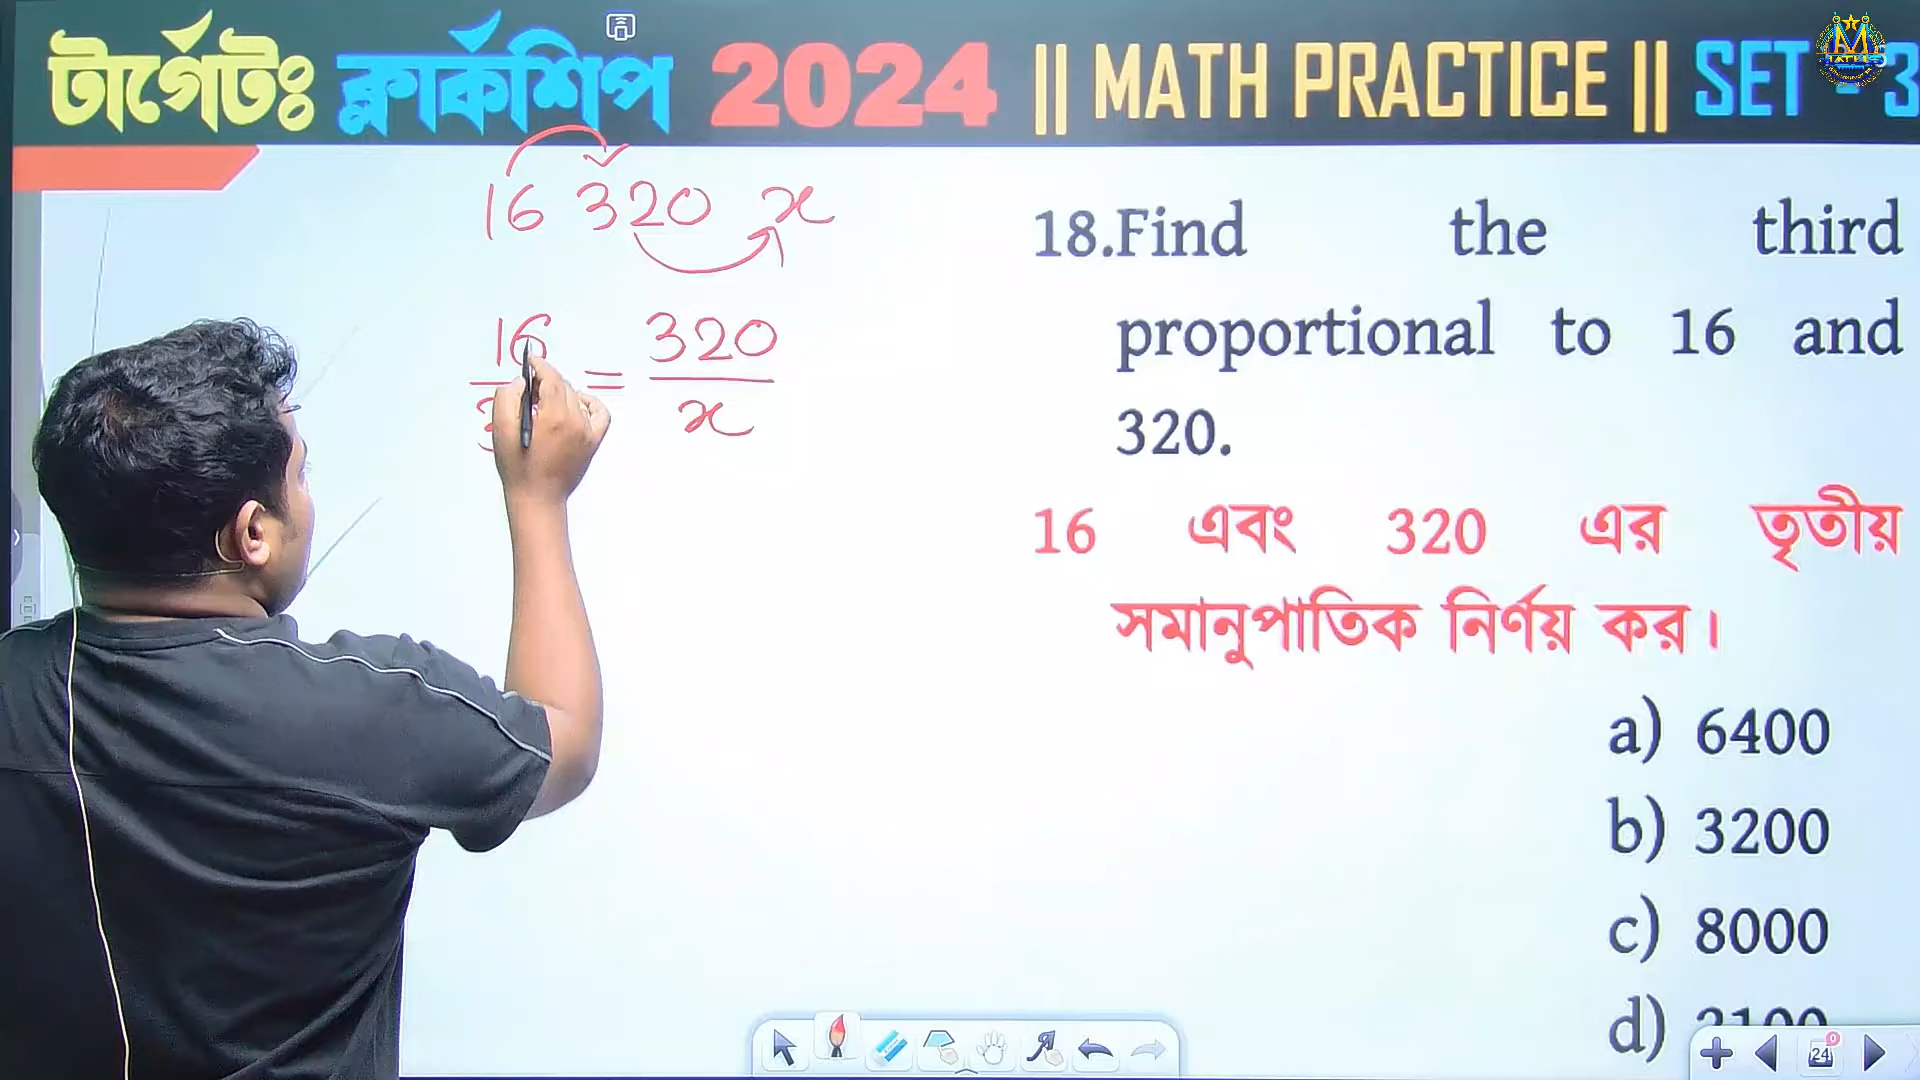 টার্গেটঃ ক্লার্কশিপ 2024 || MATH PRACTICE || SET - 3
16 320 x
16 = 320
x
18.Find the third
proportional to 16 and
320.
16 এবং 320 এর তৃতীয়
সমানুপাতিক নির্ণয় কর।
a) 6400
b) 3200
c) 8000
d)
24